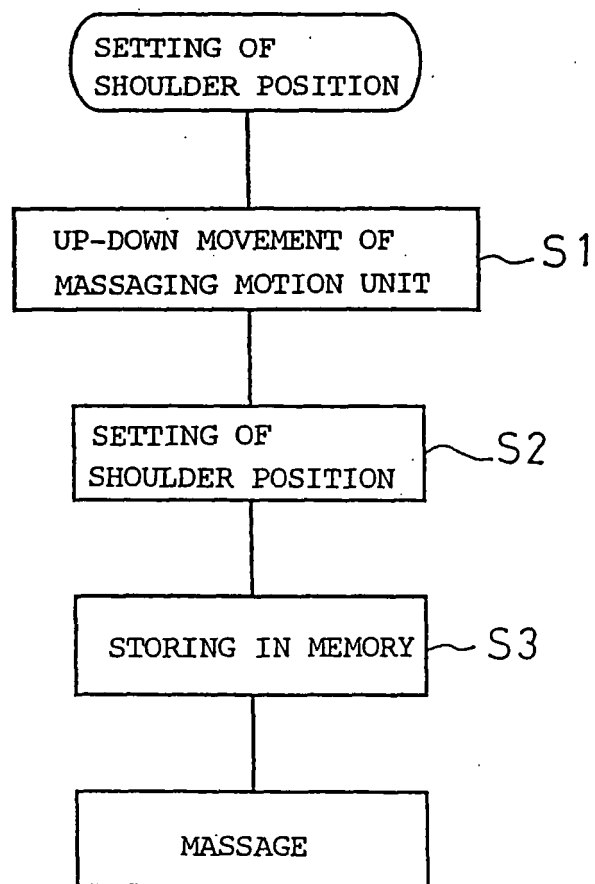 SETTING OF
SHOULDER POSITION
UP-DOWN MOVEMENT OF
MASSAGING MOTION UNIT
S1
SETTING OF
SHOULDER POSITION
S2
STORING IN MEMORY
S3
MASSAGE